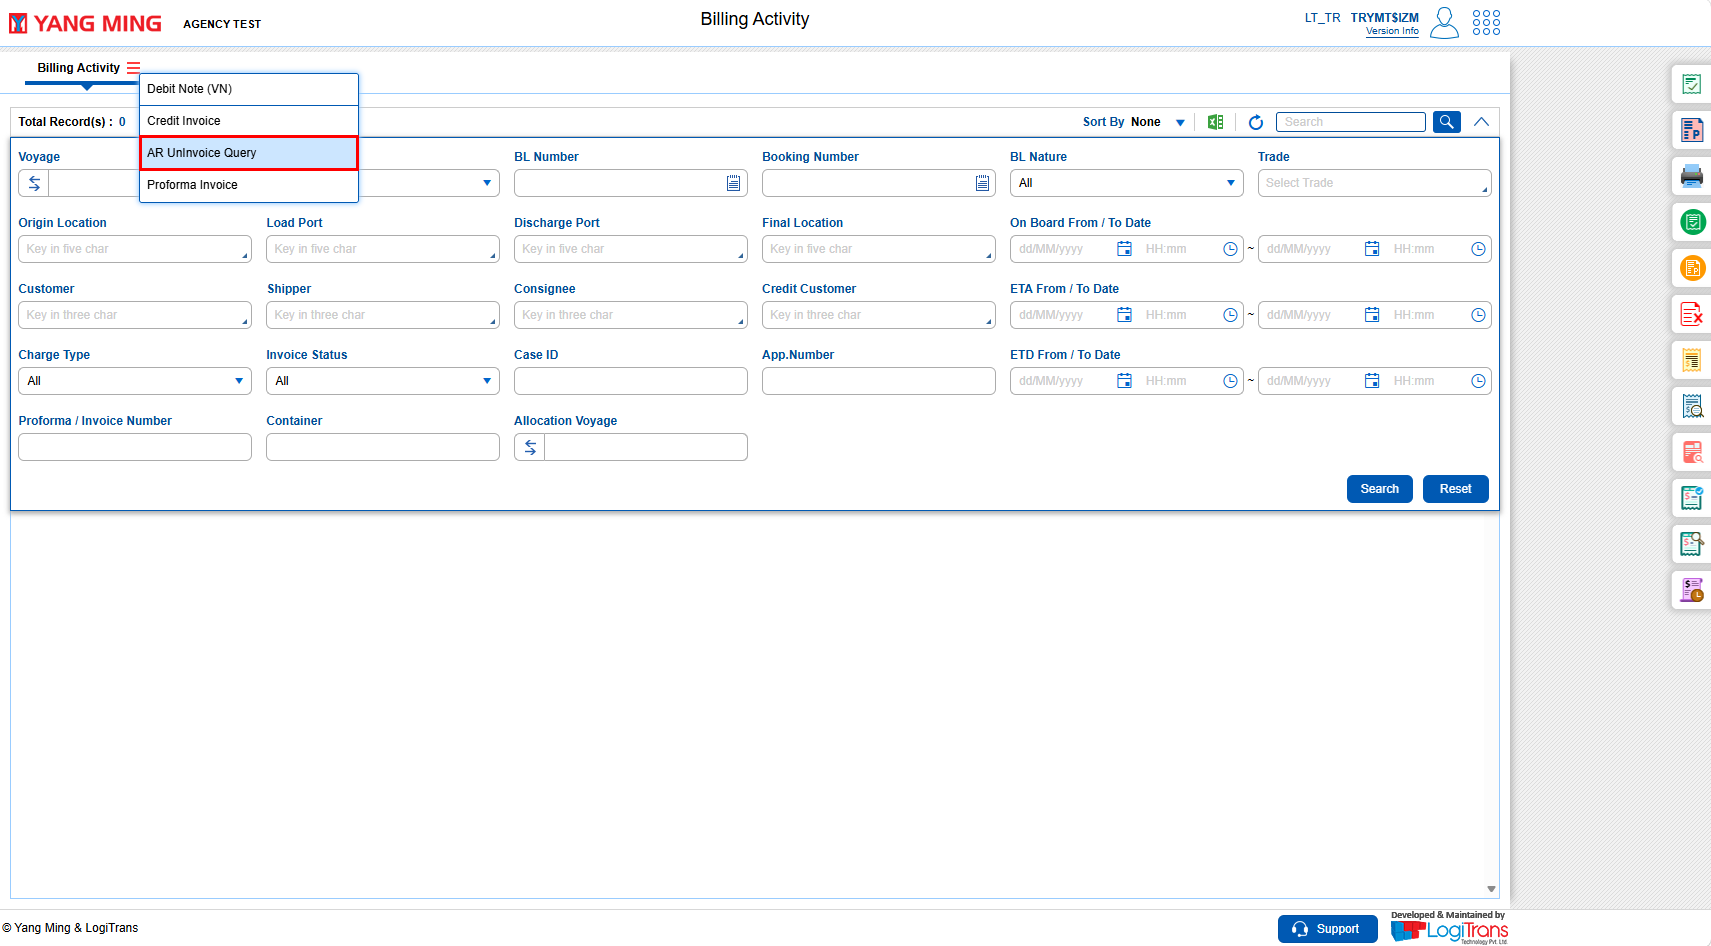 YANG MING AGENCY TEST
Billing Activity
LT_TR TRYMT$IZM
Version Info
Billing Activity
Debit Note (VN)
Credit Invoice
AR UnInvoice Query
Proforma Invoice
Total Record(s) : 0
Sort By None
Search
Voyage
BL Number
Booking Number
BL Nature
Trade
All
Select Trade
Origin Location
Load Port
Discharge Port
Final Location
On Board From / To Date
Key in five char
Key in five char
Key in five char
Key in five char
dd/MM/yyyy HH:mm ~ dd/MM/yyyy HH:mm
Customer
Shipper
Consignee
Credit Customer
ETA From / To Date
Key in three char
Key in three char
Key in three char
Key in three char
dd/MM/yyyy HH:mm ~ dd/MM/yyyy HH:mm
Charge Type
Invoice Status
Case ID
App.Number
ETD From / To Date
All
All
dd/MM/yyyy HH:mm ~ dd/MM/yyyy HH:mm
Proforma / Invoice Number
Container
Allocation Voyage
Search
Reset
© Yang Ming & LogiTrans
Support
Developed & Maintained by
LogiTrans
Technology Pvt. Ltd.